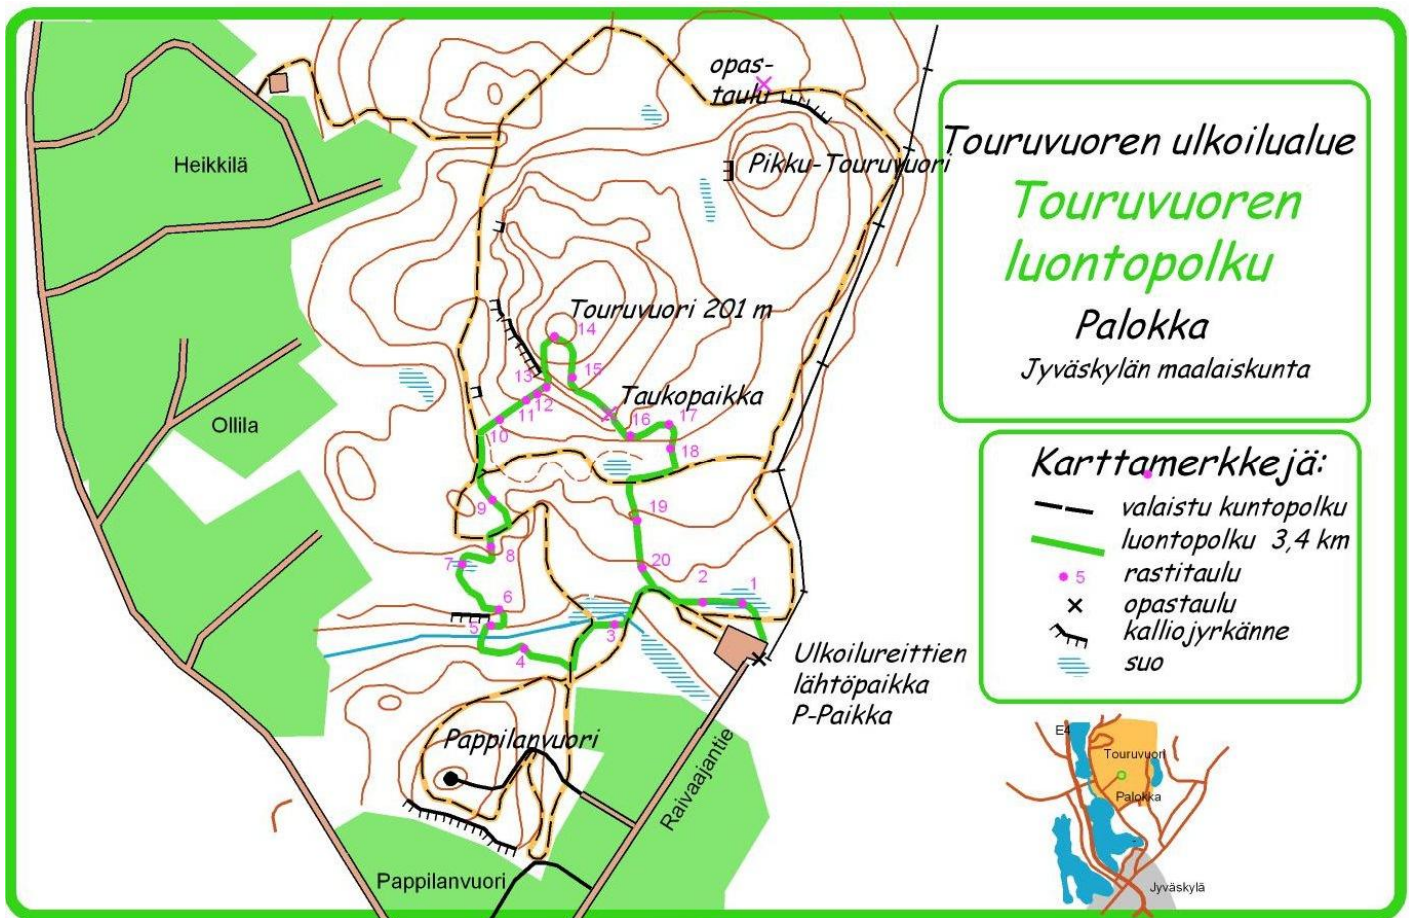 opas-
taulu
Heikkilä
Pikku-Touruvuori
Touruvuori 201 m
14
13
15
12
11
Taukopaikka
10
16
17
18
Ollila
9
19
8
7
20
2
1
6
5
3
4
Ulkoilureittien
lähtöpaikka
P-Paikka
Pappilanvuori
Raivaajantie
Pappilanvuori
Touruvuoren ulkoilualue
Touruvuoren
luontopolku
Palokka
Jyväskylän maalaiskunta
Karttamerkkejä:
valaistu kuntopolku
luontopolku 3,4 km
5 rastitaulu
opastaulu
kalliojyrkänne
suo
E4
Touruvuori
Palokka
Jyväskylä